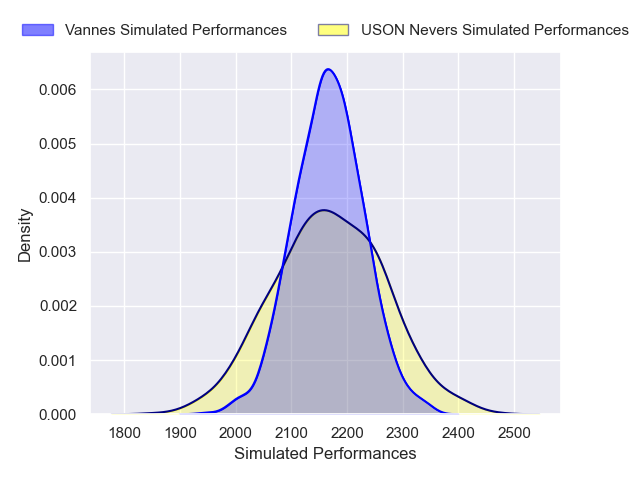 Vannes Simulated Performances USON Nevers Simulated Performances
0.006
0.005
0.004
0.003
0.002
0.001
0.000
Density
1800 1900 2000 2100 2200 2300 2400 2500
Simulated Performances